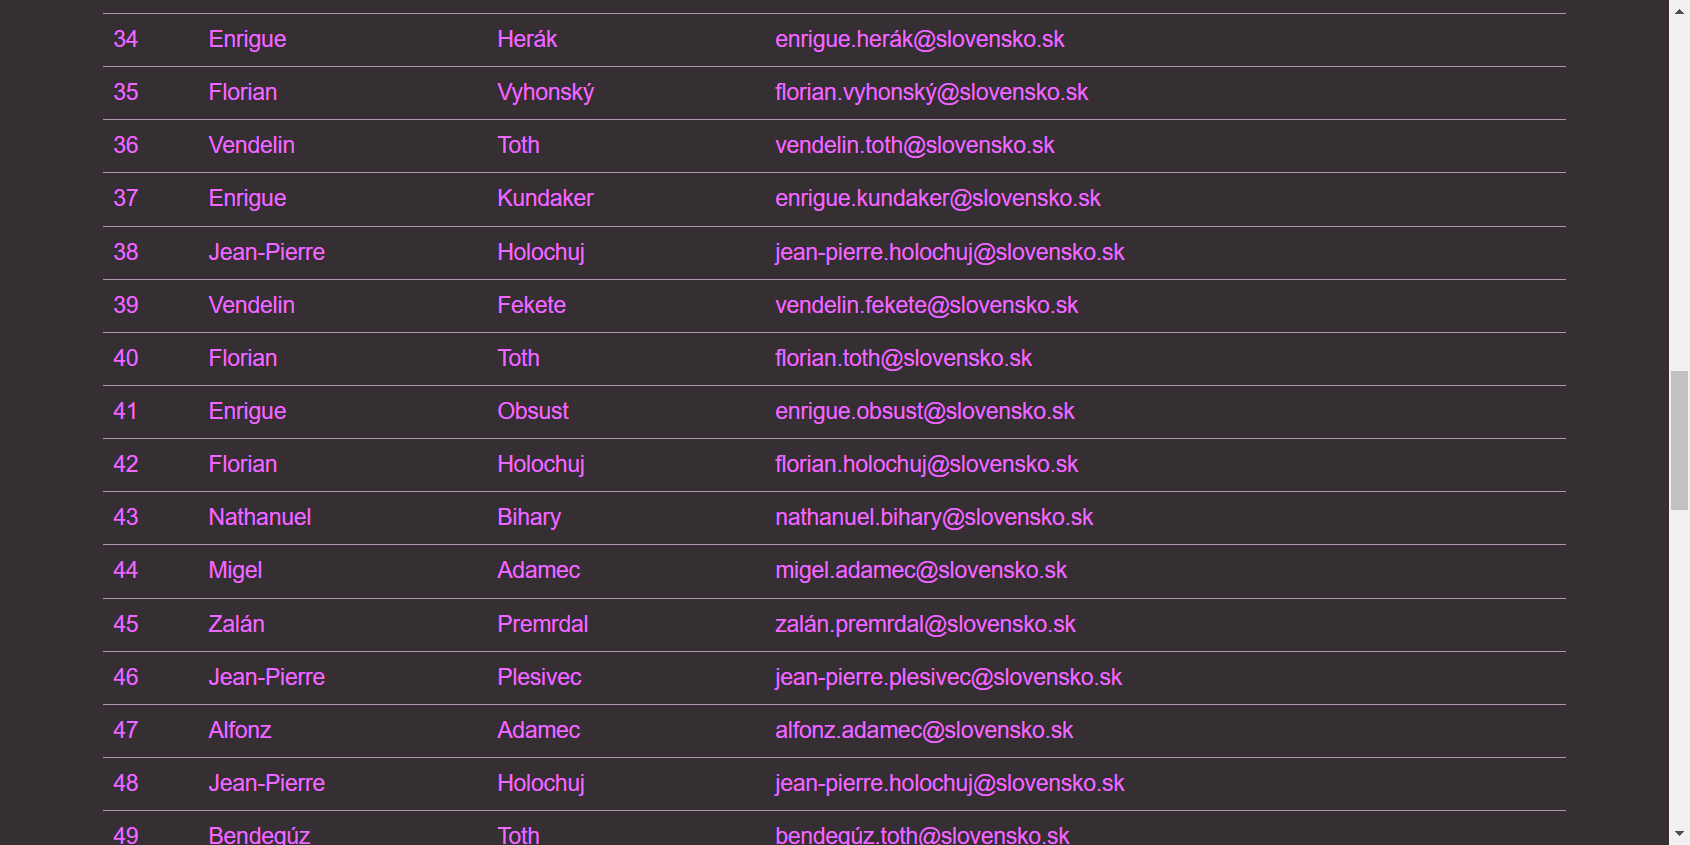 34 Enrigue Herák enrigue.herák@slovensko.sk
35 Florian Vyhonský florian.vyhonský@slovensko.sk
36 Vendelin Toth vendelin.toth@slovensko.sk
37 Enrigue Kundaker enrigue.kundaker@slovensko.sk
38 Jean-Pierre Holochuj jean-pierre.holochuj@slovensko.sk
39 Vendelin Fekete vendelin.fekete@slovensko.sk
40 Florian Toth florian.toth@slovensko.sk
41 Enrigue Obsust enrigue.obsust@slovensko.sk
42 Florian Holochuj florian.holochuj@slovensko.sk
43 Nathanuel Bihary nathanuel.bihary@slovensko.sk
44 Migel Adamec migel.adamec@slovensko.sk
45 Zalán Premrdal zalán.premrdal@slovensko.sk
46 Jean-Pierre Plesivec jean-pierre.plesivec@slovensko.sk
47 Alfonz Adamec alfonz.adamec@slovensko.sk
48 Jean-Pierre Holochuj jean-pierre.holochuj@slovensko.sk
49 Bendegúz Toth bendegúz.toth@slovensko.sk